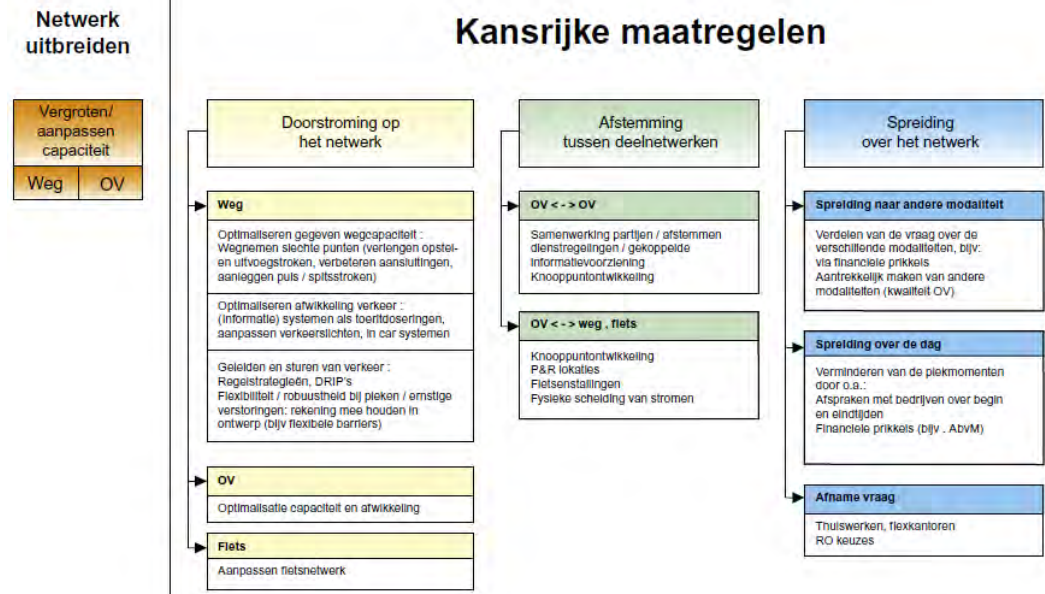 Netwerk
uitbreiden
Vergroten/
aanpassen
capaciteit
Weg
OV
Kansrijke maatregelen
Doorstroming op
het netwerk
Weg
Optimaliseren gegeven wegcapaciteit :
Wegnemen slechte punten (verlengen opstel-
en uitvoegstroken, verbeteren aansluitingen,
aanleggen puls / spitsstroken)
Optimaliseren afwikkeling verkeer :
(Informatie) systemen als toeritdoseringen,
aanpassen verkeerslichten, in car systemen
Geleiden en sturen van verkeer :
Regelstrategieën, DRIP's
Flexibiliteit / robuustheid bij pieken / ernstige
verstoringen: rekening mee houden in
ontwerp (bijv flexibele barriers)
OV
Optimalisatie capaciteit en afwikkeling
Fiets
Aanpassen fietsnetwerk
Afstemming
tussen deelnetwerken
OV < - > OV
Samenwerking partijen / afstemmen
dienstregelingen / gekoppelde
informatievoorziening
Knooppuntontwikkeling
OV < - > weg , fiets
Knooppuntontwikkeling
P&R lokaties
Fietsenstallingen
Fysieke scheiding van stromen
Spreiding
over het netwerk
Spreiding naar andere modaliteit
Verdelen van de vraag over de
verschillende modaliteiten, bijv:
via financiele prikkels
Aantrekkelijk maken van andere
modaliteiten (kwaliteit OV)
Spreiding over de dag
Verminderen van de piekmomenten
door o.a.:
Afspraken met bedrijven over begin
en eindtijden
Financiele prikkels (bijv . AbvM)
Afname vraag
Thuiswerken, flexkantoren
RO keuzes